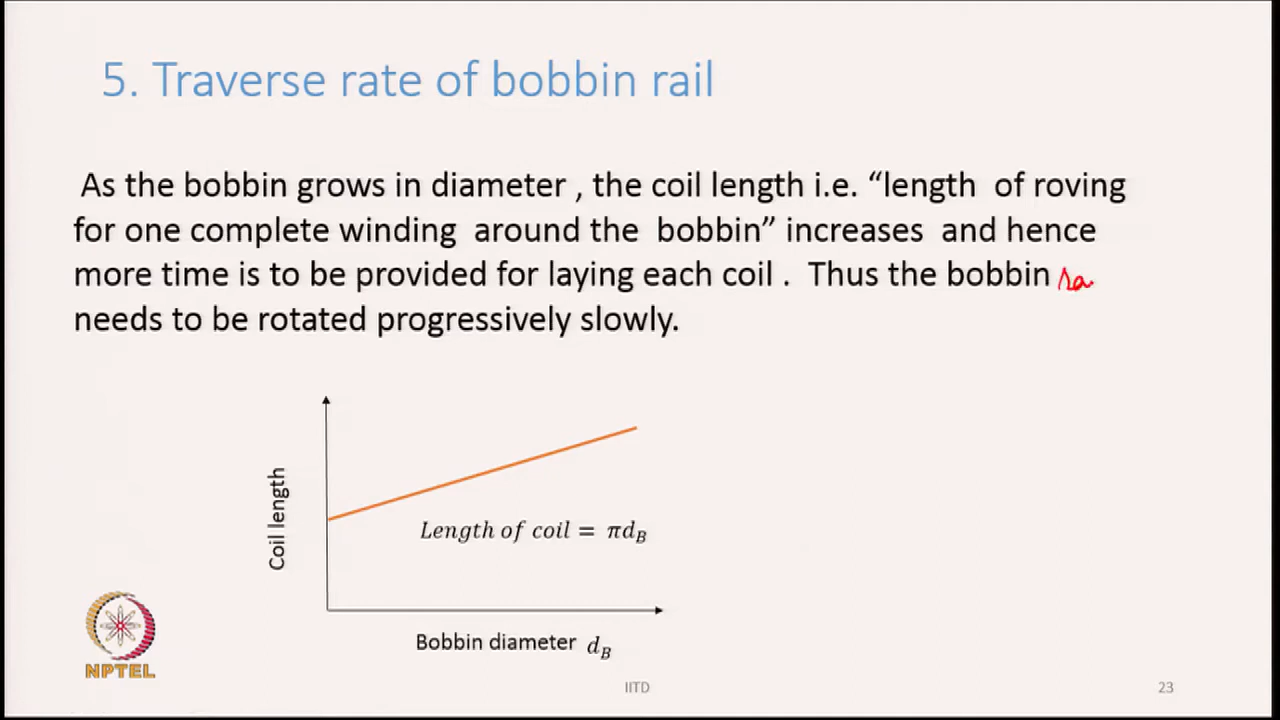 5. Traverse rate of bobbin rail
As the bobbin grows in diameter , the coil length i.e. “length of roving
for one complete winding around the bobbin” increases and hence
more time is to be provided for laying each coil . Thus the bobbin ra
needs to be rotated progressively slowly.
Coil length
Length of coil = πd_B
Bobbin diameter d_B
NPTEL
IITD
23